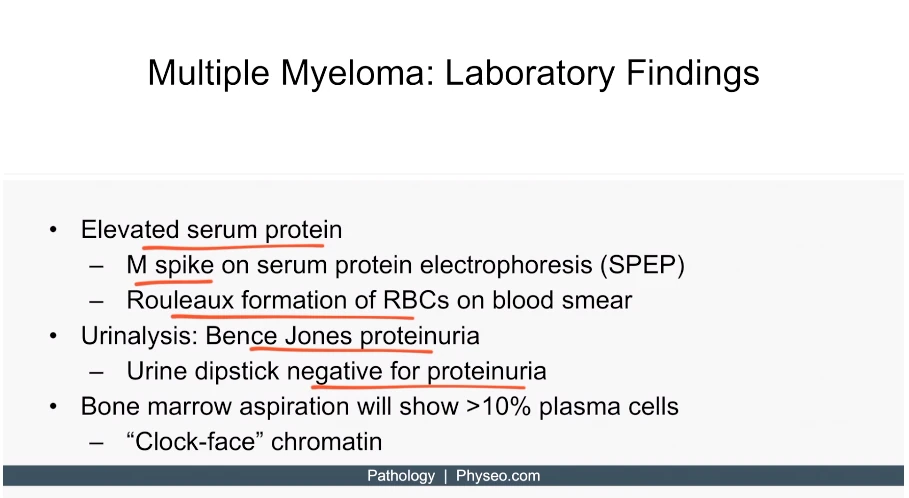 Multiple Myeloma: Laboratory Findings
• Elevated serum protein
– M spike on serum protein electrophoresis (SPEP)
– Rouleaux formation of RBCs on blood smear
• Urinalysis: Bence Jones proteinuria
– Urine dipstick negative for proteinuria
• Bone marrow aspiration will show >10% plasma cells
– “Clock-face” chromatin
Pathology | Physeo.com